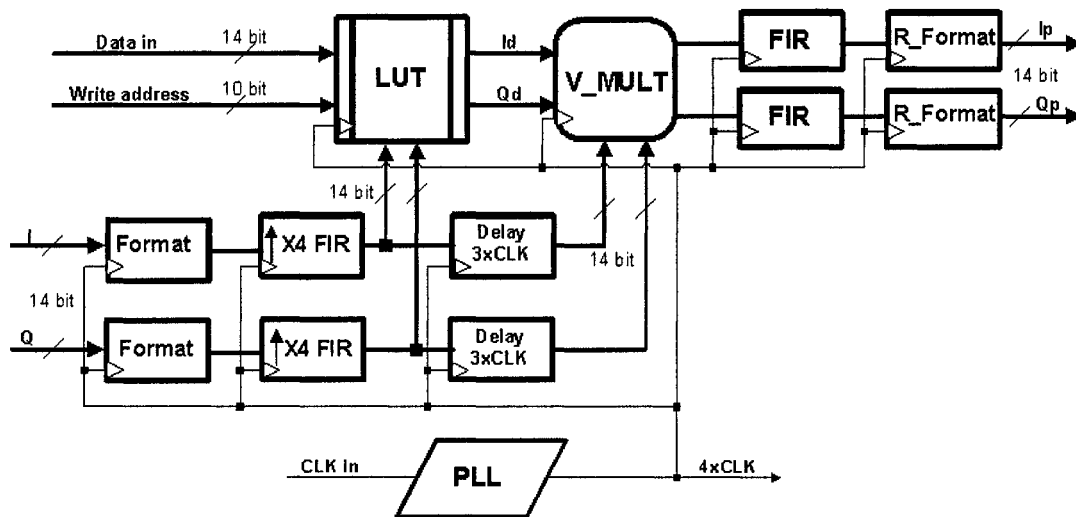 Data in
14 bit
Write address
10 bit
LUT
Id
Qd
V_MULT
FIR
R_Format
Ip
14 bit
FIR
R_Format
Qp
14 bit
I
Format
X4 FIR
Delay
3xCLK
14 bit
14 bit
Q
Format
X4 FIR
Delay
3xCLK
CLK In
PLL
4xCLK